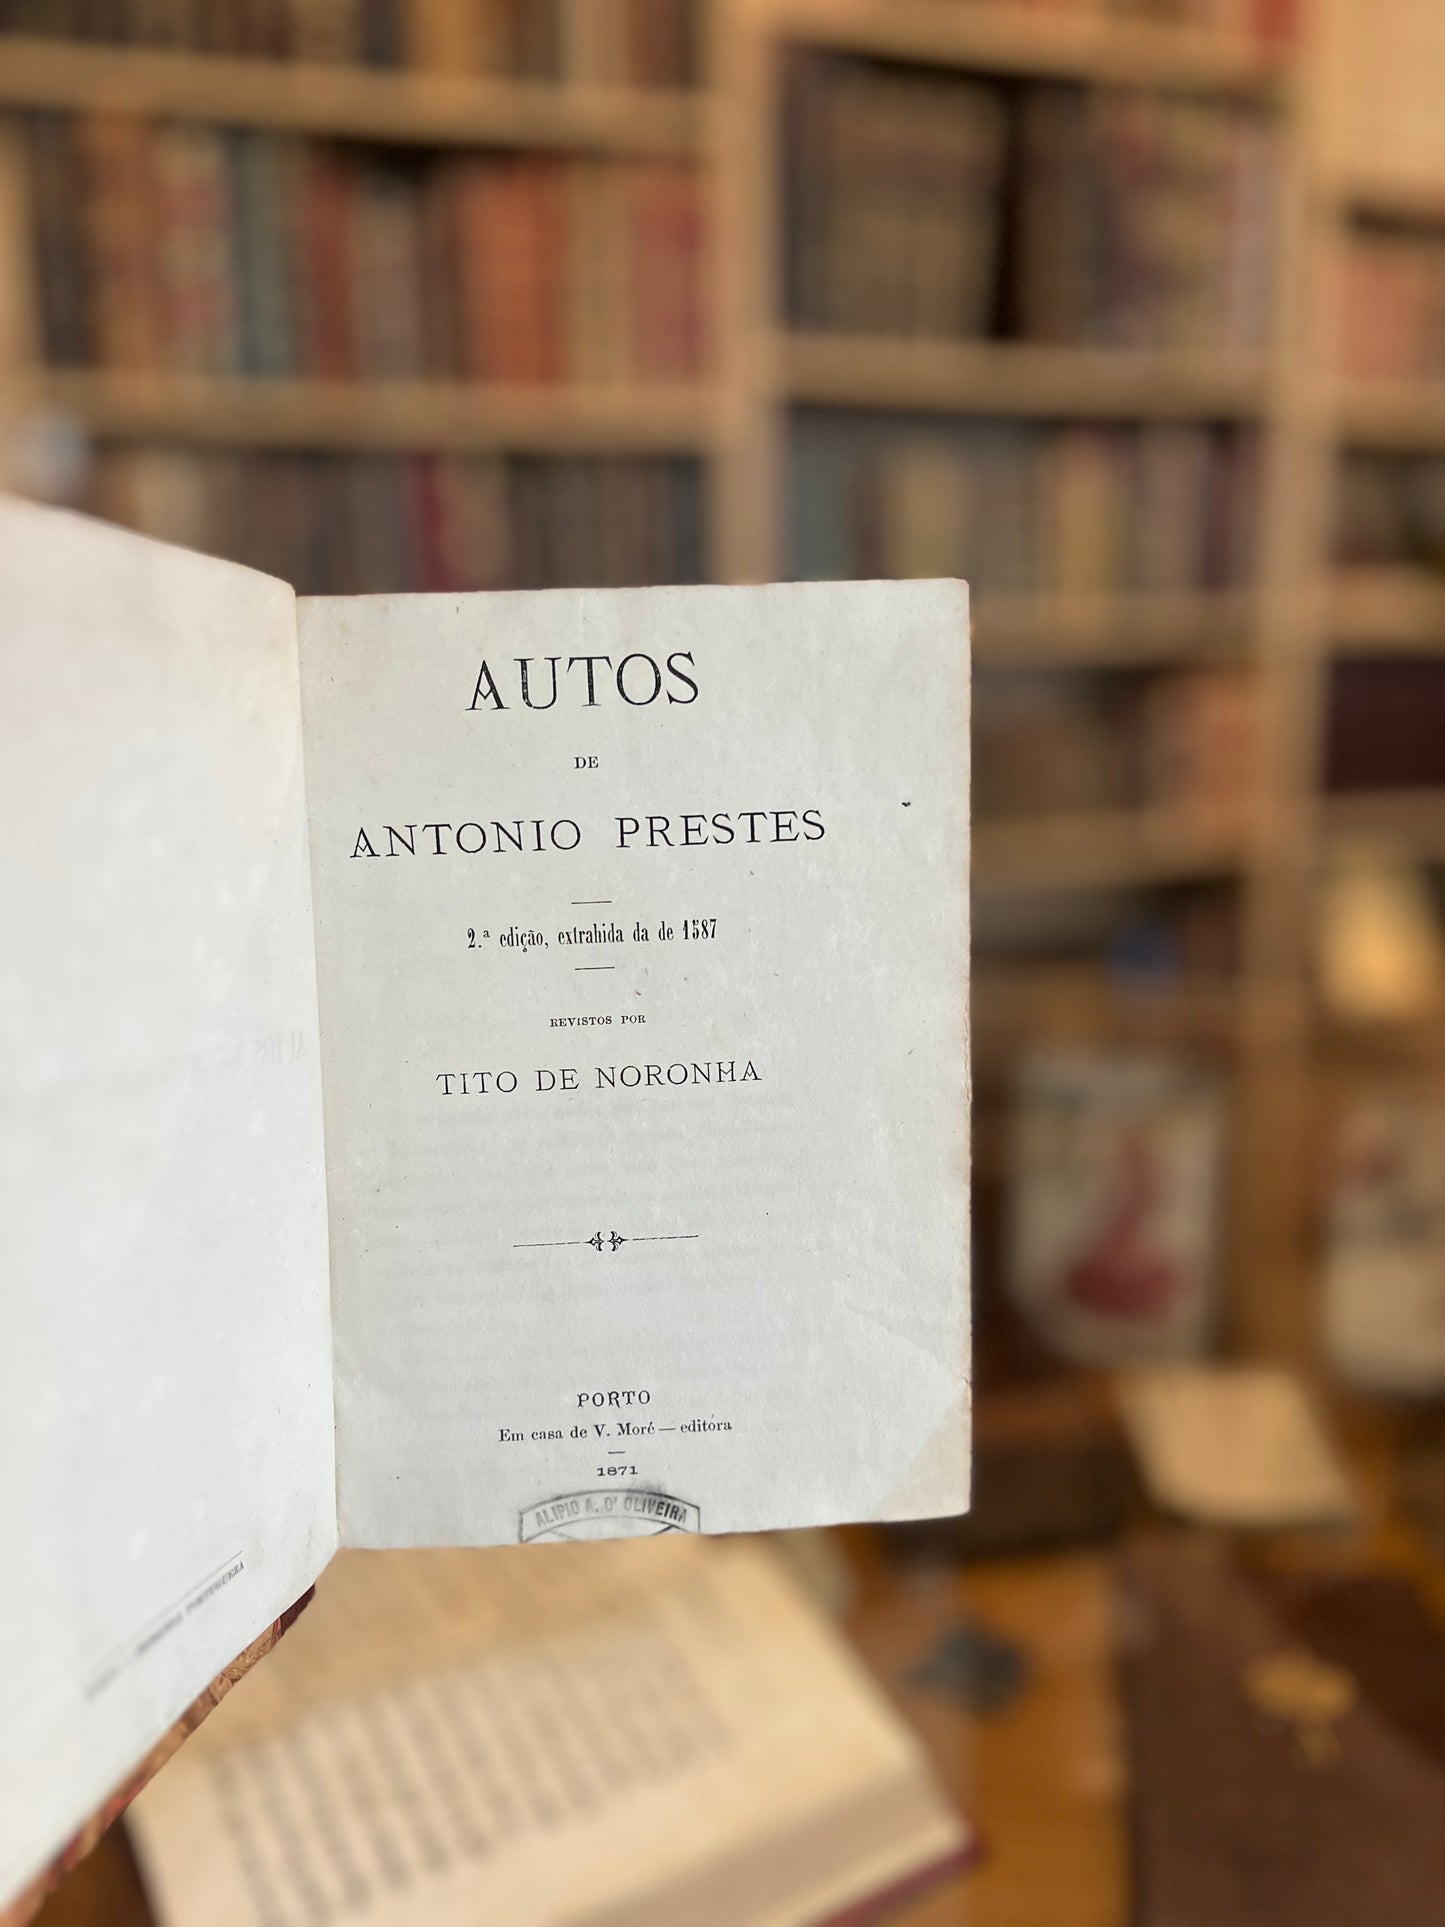 AUTOS
DE
ANTONIO PRESTES
2.ª edição, extrahida da de 1587
REVISTOS POR
TITO DE NORONHA
PORTO
Em casa de V. Moré — editora
1871
ALIPIO A. D' OLIVEIRA
PORTUGUEZA